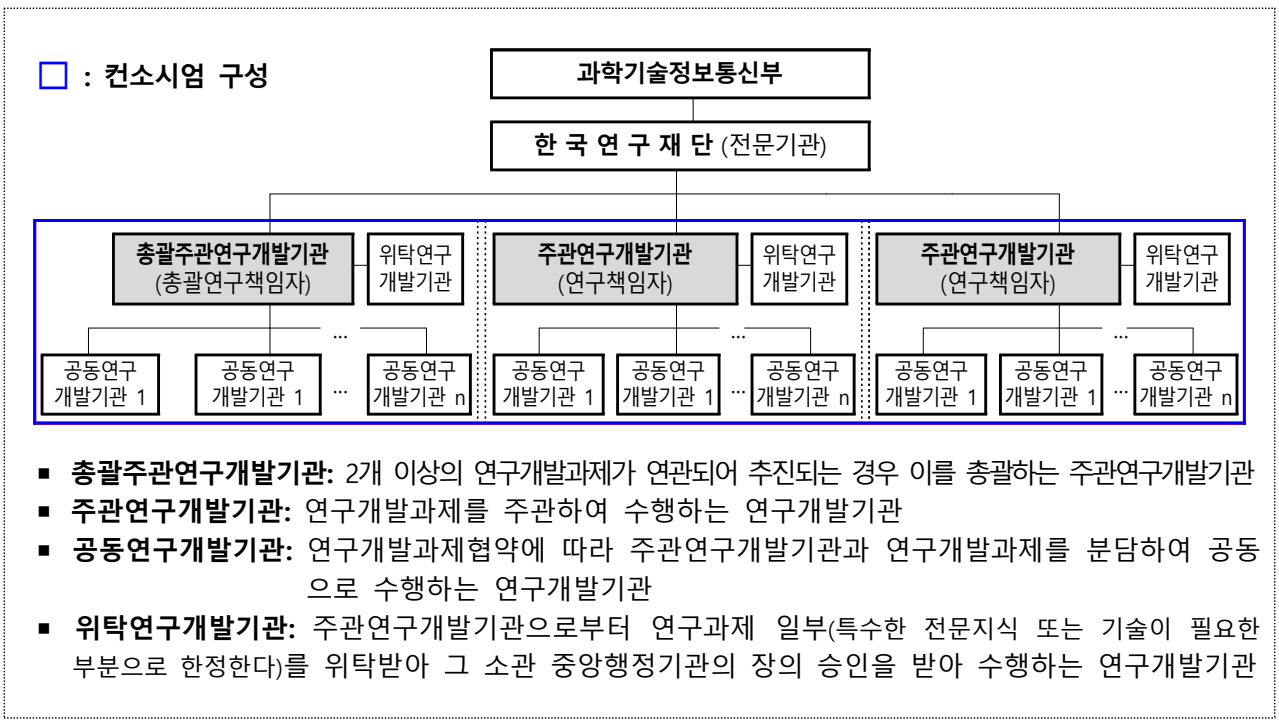 : 컨소시엄 구성
과학기술정보통신부
한 국 연 구 재 단 (전문기관)
총괄주관연구개발기관
(총괄연구책임자)
위탁연구
개발기관
주관연구개발기관
(연구책임자)
위탁연구
개발기관
주관연구개발기관
(연구책임자)
위탁연구
개발기관
...
...
...
공동연구
개발기관 1
공동연구
개발기관 1
...
공동연구
개발기관 n
공동연구
개발기관 1
공동연구
개발기관 1
...
공동연구
개발기관 n
공동연구
개발기관 1
공동연구
개발기관 1
...
공동연구
개발기관 n
▪ 총괄주관연구개발기관: 2개 이상의 연구개발과제가 연관되어 추진되는 경우 이를 총괄하는 주관연구개발기관
▪ 주관연구개발기관: 연구개발과제를 주관하여 수행하는 연구개발기관
▪ 공동연구개발기관: 연구개발과제협약에 따라 주관연구개발기관과 연구개발과제를 분담하여 공동
으로 수행하는 연구개발기관
▪ 위탁연구개발기관: 주관연구개발기관으로부터 연구과제 일부(특수한 전문지식 또는 기술이 필요한
부분으로 한정한다)를 위탁받아 그 소관 중앙행정기관의 장의 승인을 받아 수행하는 연구개발기관